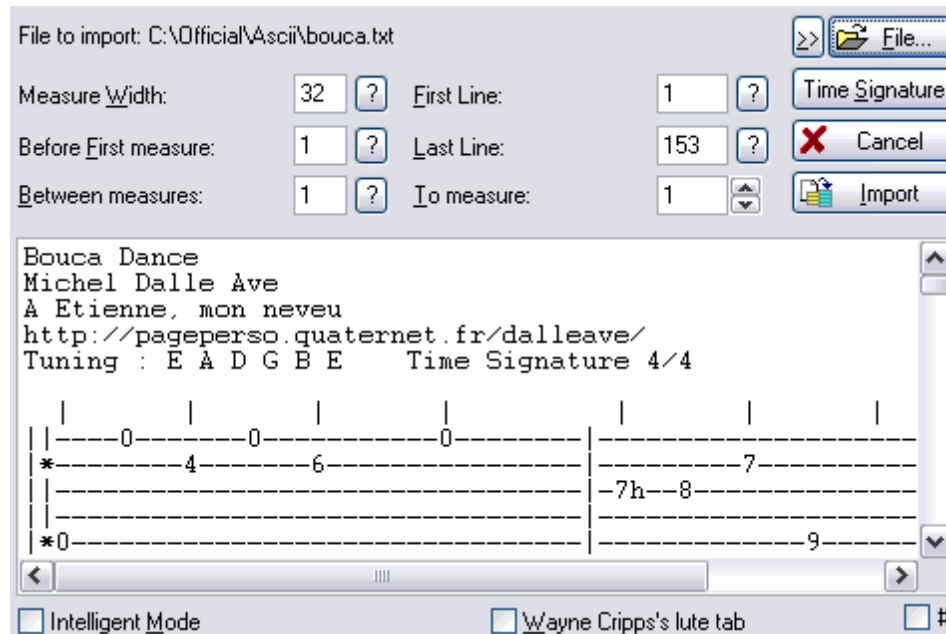 File to import: C:\Official\Ascii\bouca.txt
>> File...
Measure Width: 32 ? First Line: 1 ? Time Signature
Before First measure: 1 ? Last Line: 153 ? Cancel
Between measures: 1 ? To measure: 1 Import
Bouca Dance
Michel Dalle Ave
A Etienne, mon neveu
http://pageperso.quaternet.fr/dalleave/
Tuning : E A D G B E    Time Signature 4/4
   |       |       |       |          |       |       |
||----0-------0-----------0--------|--------------------
|*--------4-------6----------------|---------7----------
||---------------------------------|-7h--8--------------
||---------------------------------|--------------------
|*0--------------------------------|-------------9------
Intelligent Mode Wayne Cripps's lute tab #